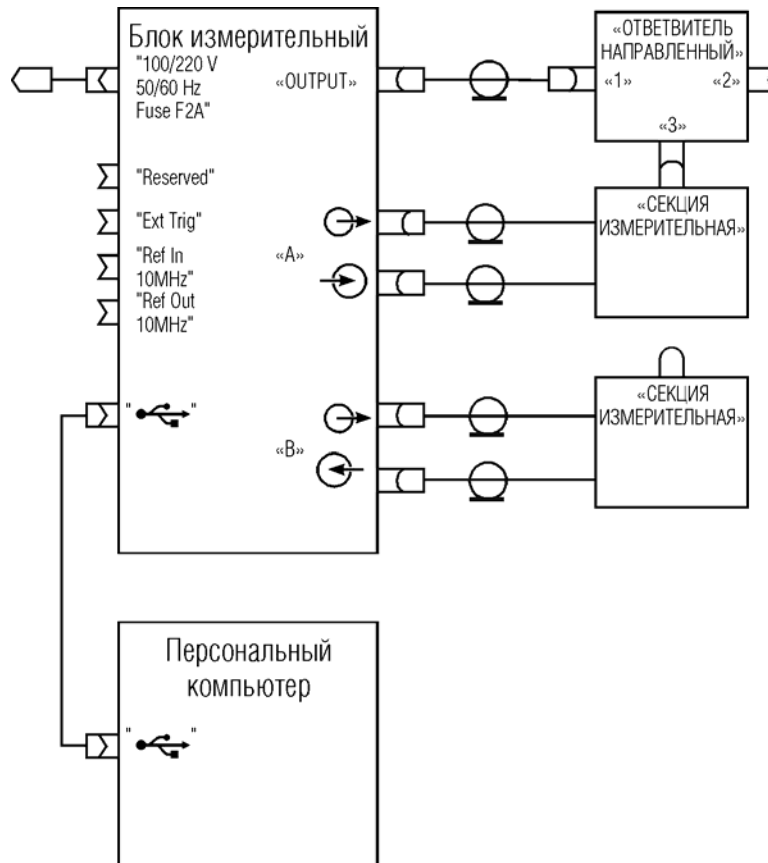 Блок измерительный
"100/220 V
50/60 Hz
Fuse F2A"
«OUTPUT»
«ОТВЕТВИТЕЛЬ
НАПРАВЛЕННЫЙ»
«1»
«2»
«3»
"Reserved"
"Ext Trig"
"Ref In
10MHz"
"Ref Out
10MHz"
«A»
«СЕКЦИЯ
ИЗМЕРИТЕЛЬНАЯ»
" "
«B»
«СЕКЦИЯ
ИЗМЕРИТЕЛЬНАЯ»
Персональный
компьютер
" "